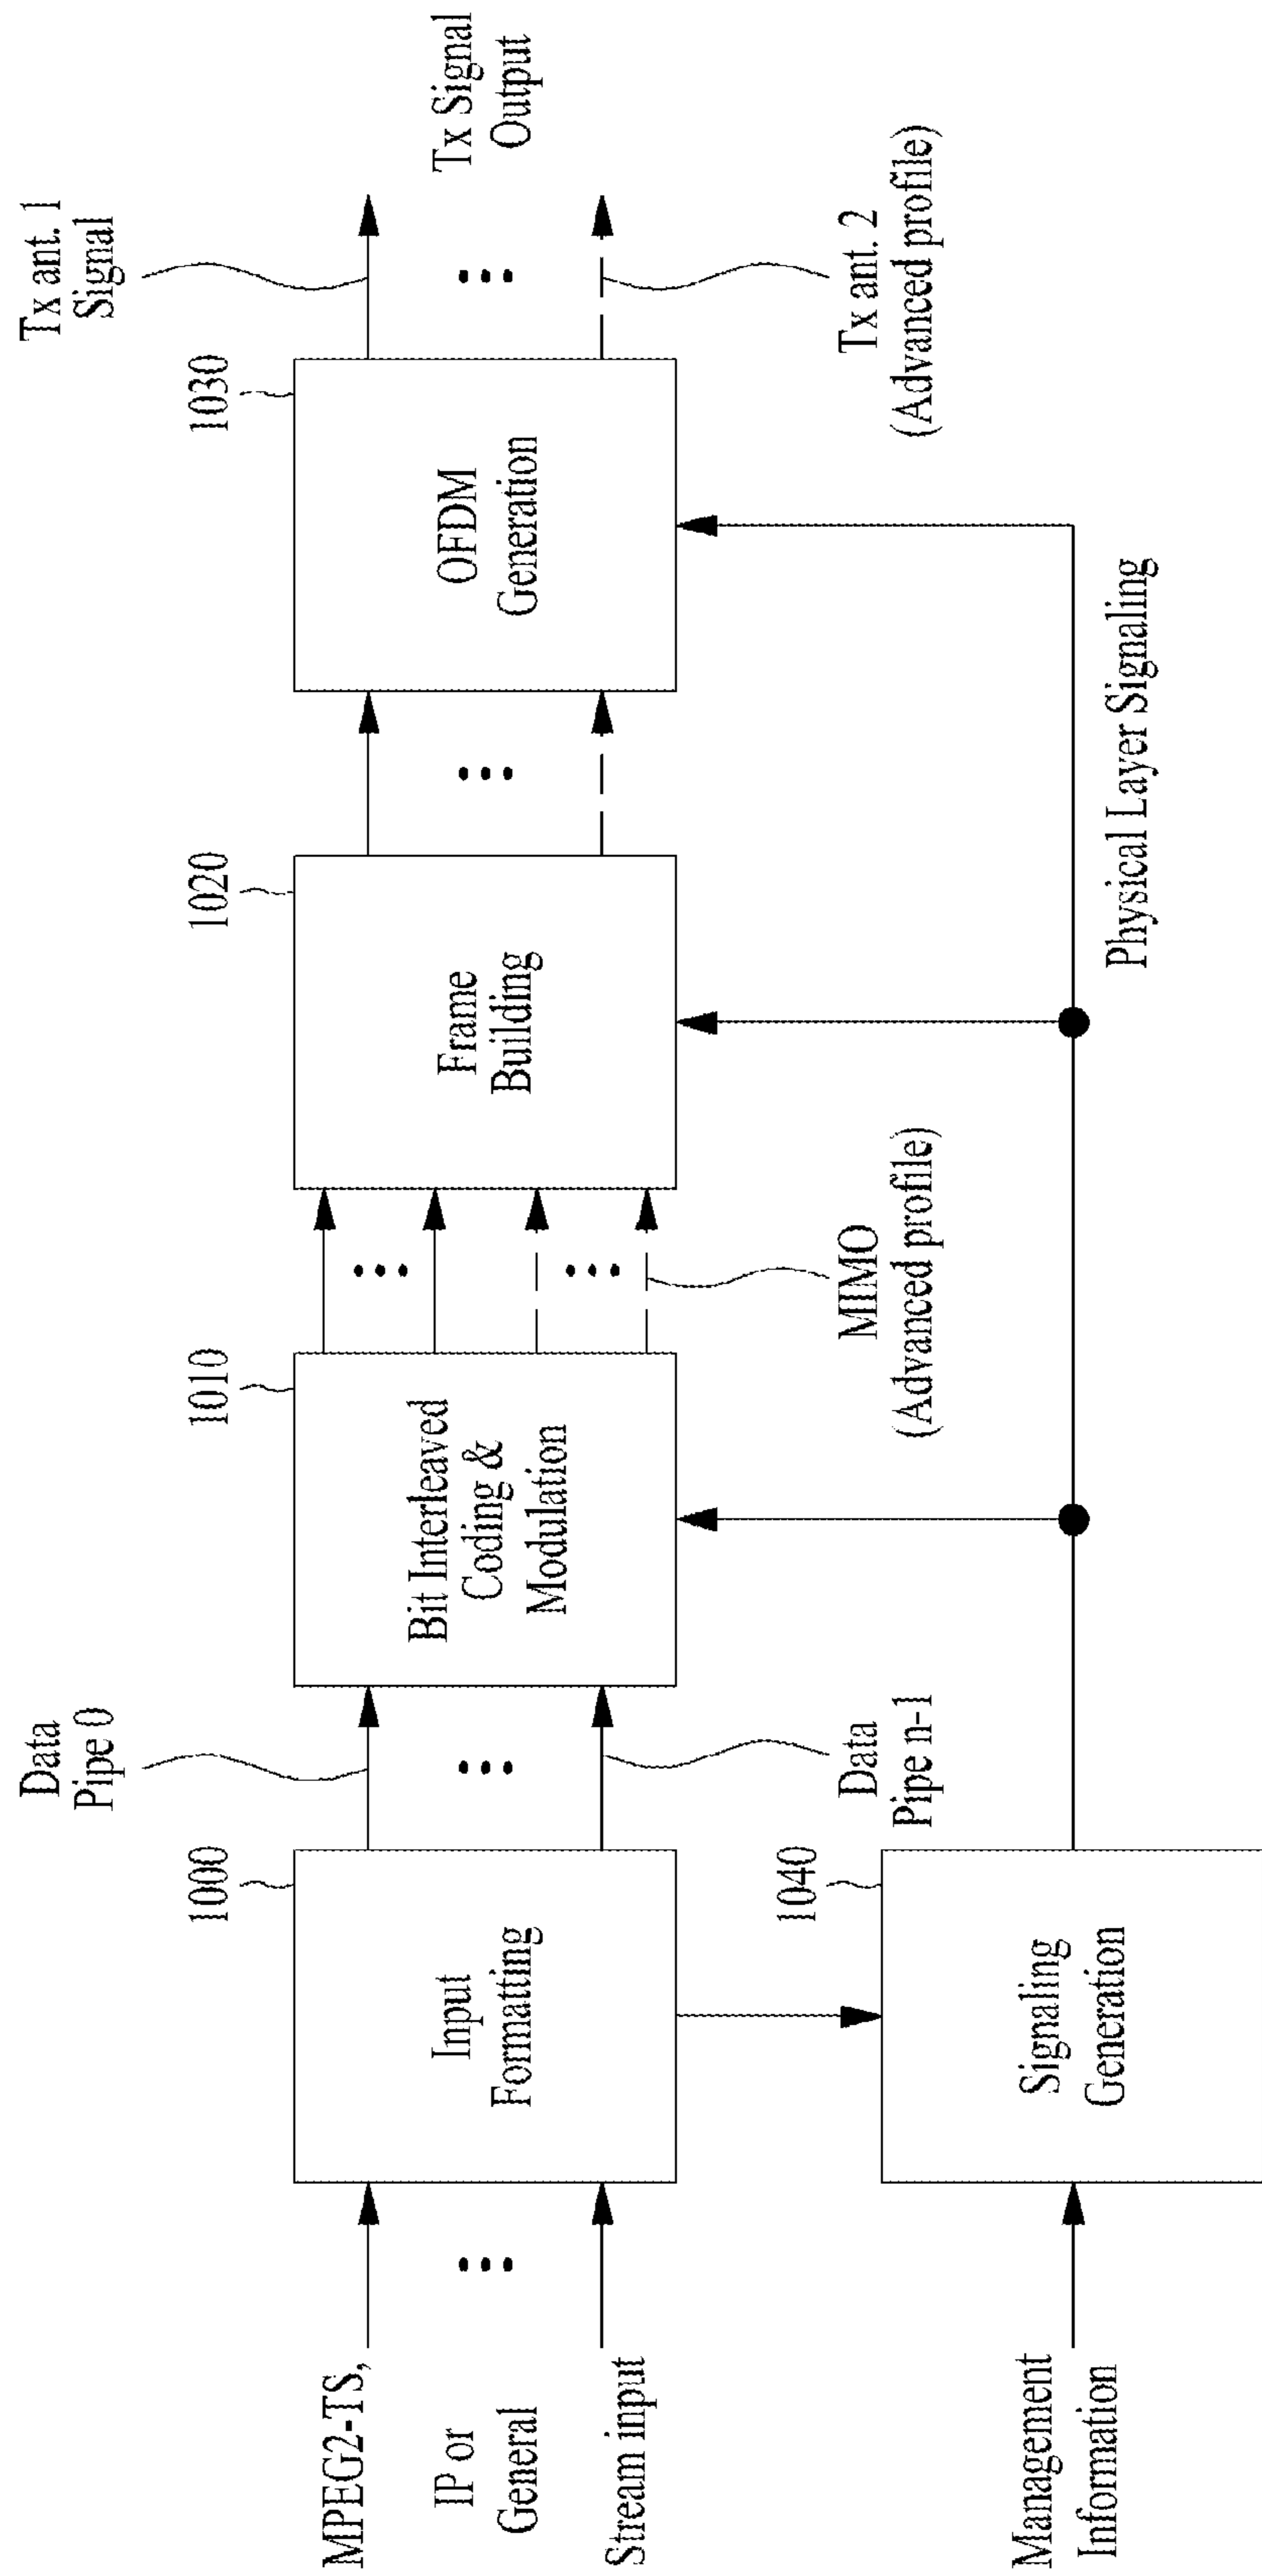 MPEG2-TS,
IP or
General
Stream input
Management
Information
1000
Input
Formatting
1040
Signaling
Generation
Data
Pipe 0
Data
Pipe n-1
1010
Bit Interleaved
Coding &
Modulation
MIMO
(Advanced profile)
1020
Frame
Building
Physical Layer Signaling
1030
OFDM
Generation
Tx ant. 1
Signal
Tx ant. 2
(Advanced profile)
Tx Signal
Output